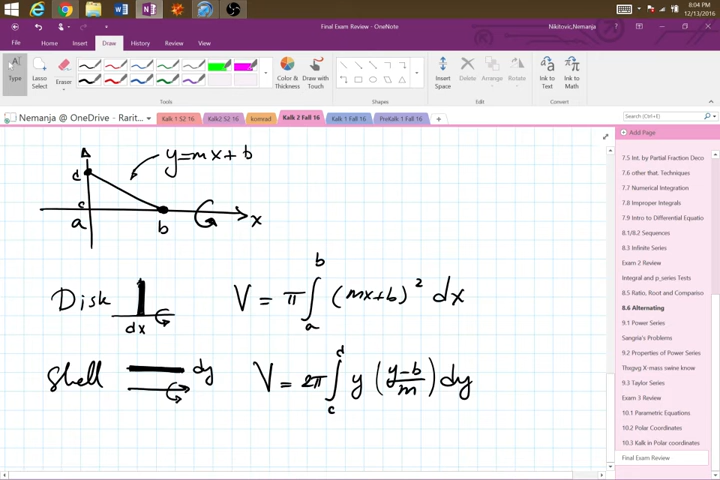 8:04 PM
12/13/2016
Final Exam Review - OneNote
Nikitovic,Nemanja
File Home Insert Draw History Review View
Type
Lasso Select
Eraser
Color & Thickness
Draw with Touch
Insert Space
Delete
Arrange
Rotate
Ink to Text
Ink to Math
Tools
Shapes
Edit
Convert
Nemanja @ OneDrive - Rarit...
Kalk 1 S2 16
Kalk2 S2 16
konrad
Kalk 2 Fall 16
Kalk 1 Fall 16
PreKalk 1 Fall 16
+
Search (Ctrl+E)
Add Page
7.5 Int. by Partial Fraction Deco
7.6 other that. Techniques
7.7 Numerical Integration
7.8 Improper Integrals
7.9 Intro to Differential Equatio
8.1/8.2 Sequences
8.3 Infinite Series
Exam 2 Review
Integral and p_series Tests
8.5 Ratio, Root and Compariso
8.6 Alternating
9.1 Power Series
Sangria's Problems
9.2 Properties of Power Series
Thxgvg X-mass swine know
9.3 Taylor Series
Exam 3 Review
10.1 Parametric Equations
10.2 Polar Coordinates
10.3 Kalk in Polar coordinates
Final Exam Review
y=mx+b
d
c
a
b
x
Disk dx V = π∫ₐᵇ (mx+b)² dx
Shell dy V = 2π∫ y ((y-b)/m) dy
d
c